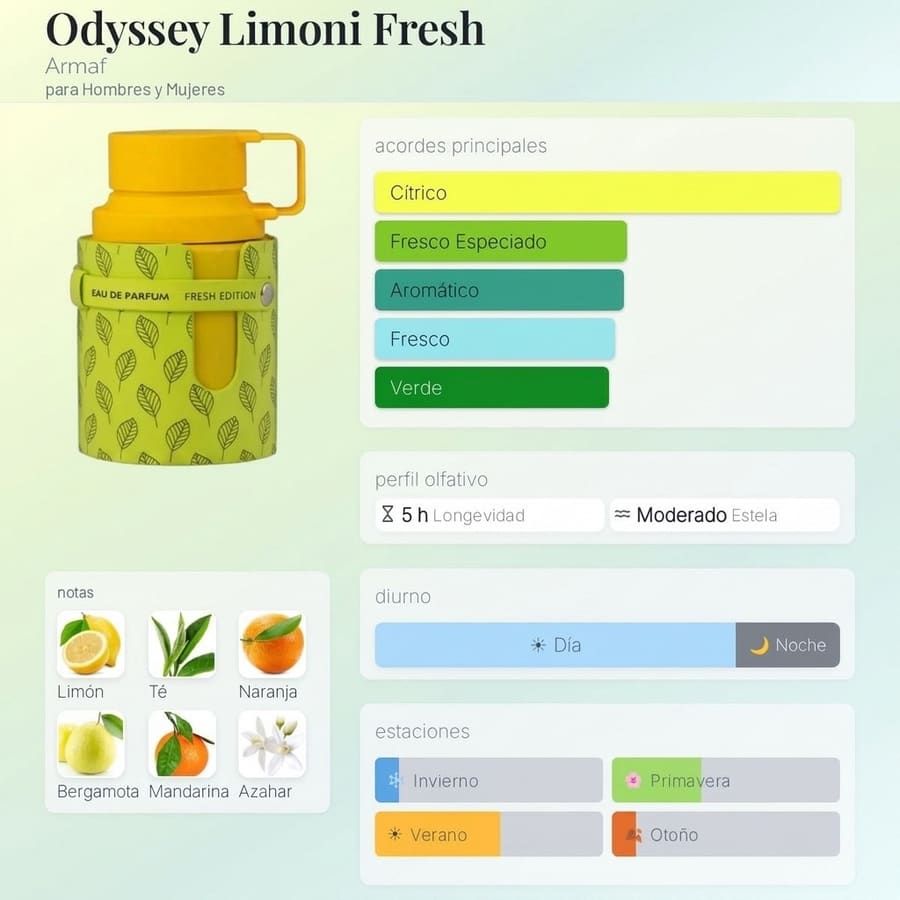 Odyssey Limoni Fresh
Armaf
para Hombres y Mujeres
EAU DE PARFUM FRESH EDITION
acordes principales
Cítrico
Fresco Especiado
Aromático
Fresco
Verde
perfil olfativo
5 h Longevidad
Moderado Estela
diurno
Día
Noche
notas
Limón
Té
Naranja
Bergamota
Mandarina
Azahar
estaciones
Invierno
Primavera
Verano
Otoño